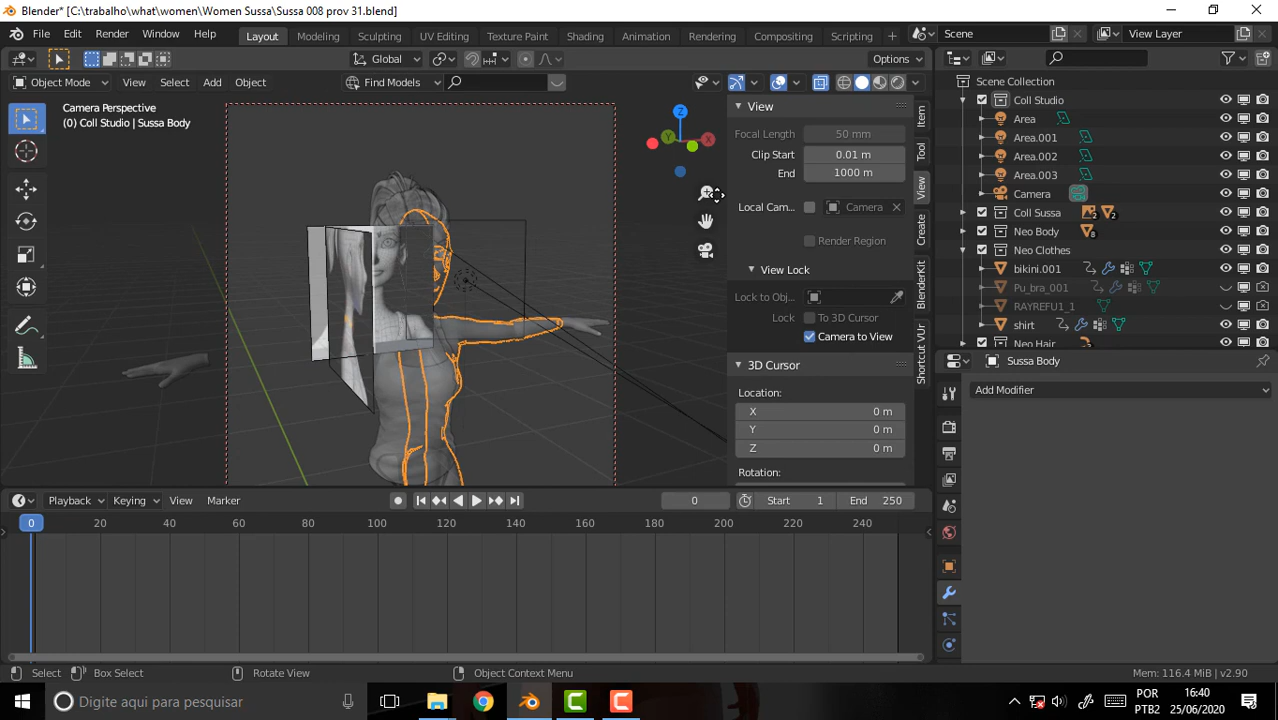 Blender* [C:\trabalho\what\women\Women Sussa\Sussa 008 prov 31.blend]
File Edit Render Window Help Layout Modeling Sculpting UV Editing Texture Paint Shading Animation Rendering Compositing Scripting + Scene View Layer
Global Options
Object Mode View Select Add Object Find Models
Camera Perspective
(0) Coll Studio | Sussa Body
Z
Y
X
View
Focal Length 50 mm
Clip Start 0.01 m
End 1000 m
Local Cam... Camera
Render Region
View Lock
Lock to Obj...
Lock To 3D Cursor
Camera to View
3D Cursor
Location:
X 0 m
Y 0 m
Z 0 m
Rotation:
Item
Tool
View
Create
BlenderKit
Shortcut VUr
Scene Collection
Coll Studio
Area
Area.001
Area.002
Area.003
Camera
Coll Sussa 2 2
Neo Body 8
Neo Clothes
bikini.001
Pu_bra_001
RAYREFU1_1
shirt
Neo Hair
Sussa Body
Add Modifier
Playback Keying View Marker 0 Start 1 End 250
0 20 40 60 80 100 120 140 160 180 200 220 240
Select Box Select Rotate View Object Context Menu Mem: 116.4 MiB | v2.90
Digite aqui para pesquisar
POR
PTB2
16:40
25/06/2020